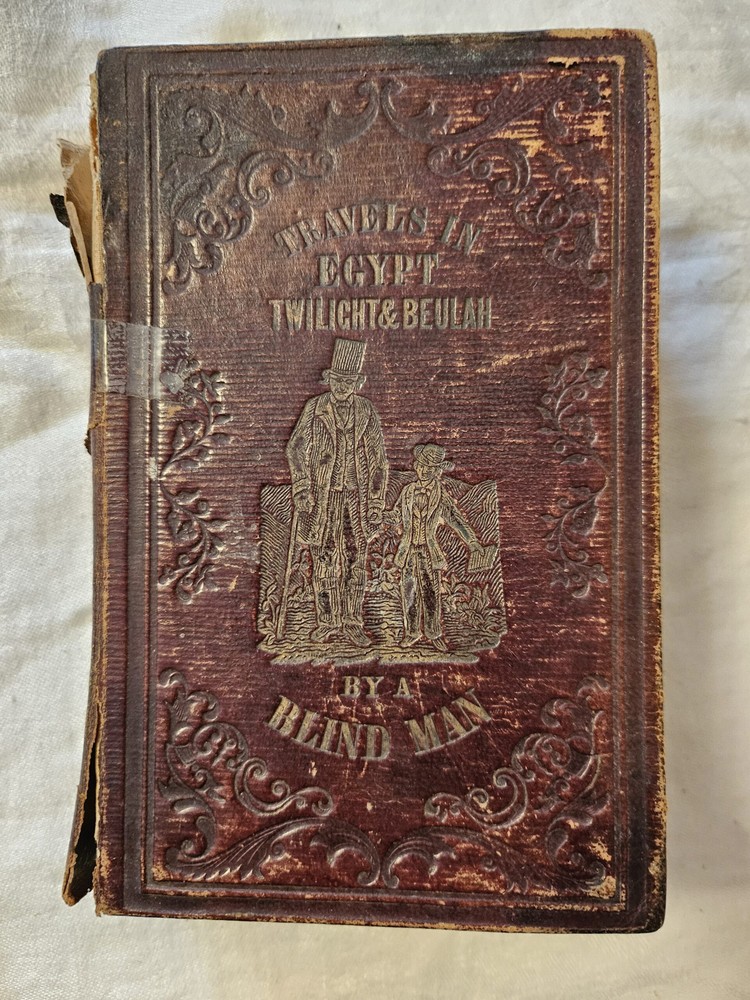 TRAVELS IN
EGYPT
TWILIGHT & BEULAH
BY A
BLIND MAN